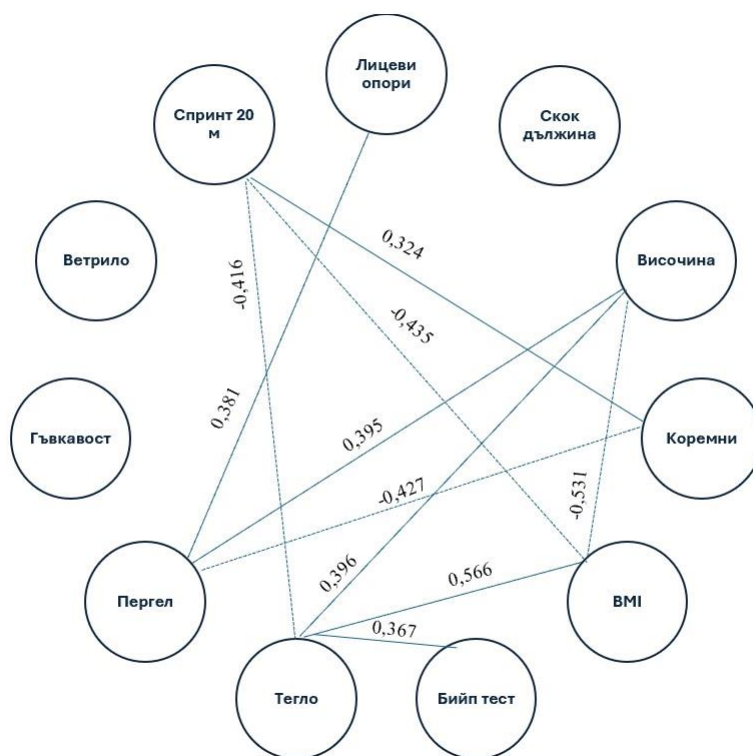 Лицеви
опори
Спринт 20
м
Скок
дължина
Ветрило
Височина
0,324
-0,416
-0,435
0,381
0,395
Гъвкавост
Коремни
-0,427
-0,531
0,396
0,566
Пергел
BMI
0,367
Тегло
Бийп тест